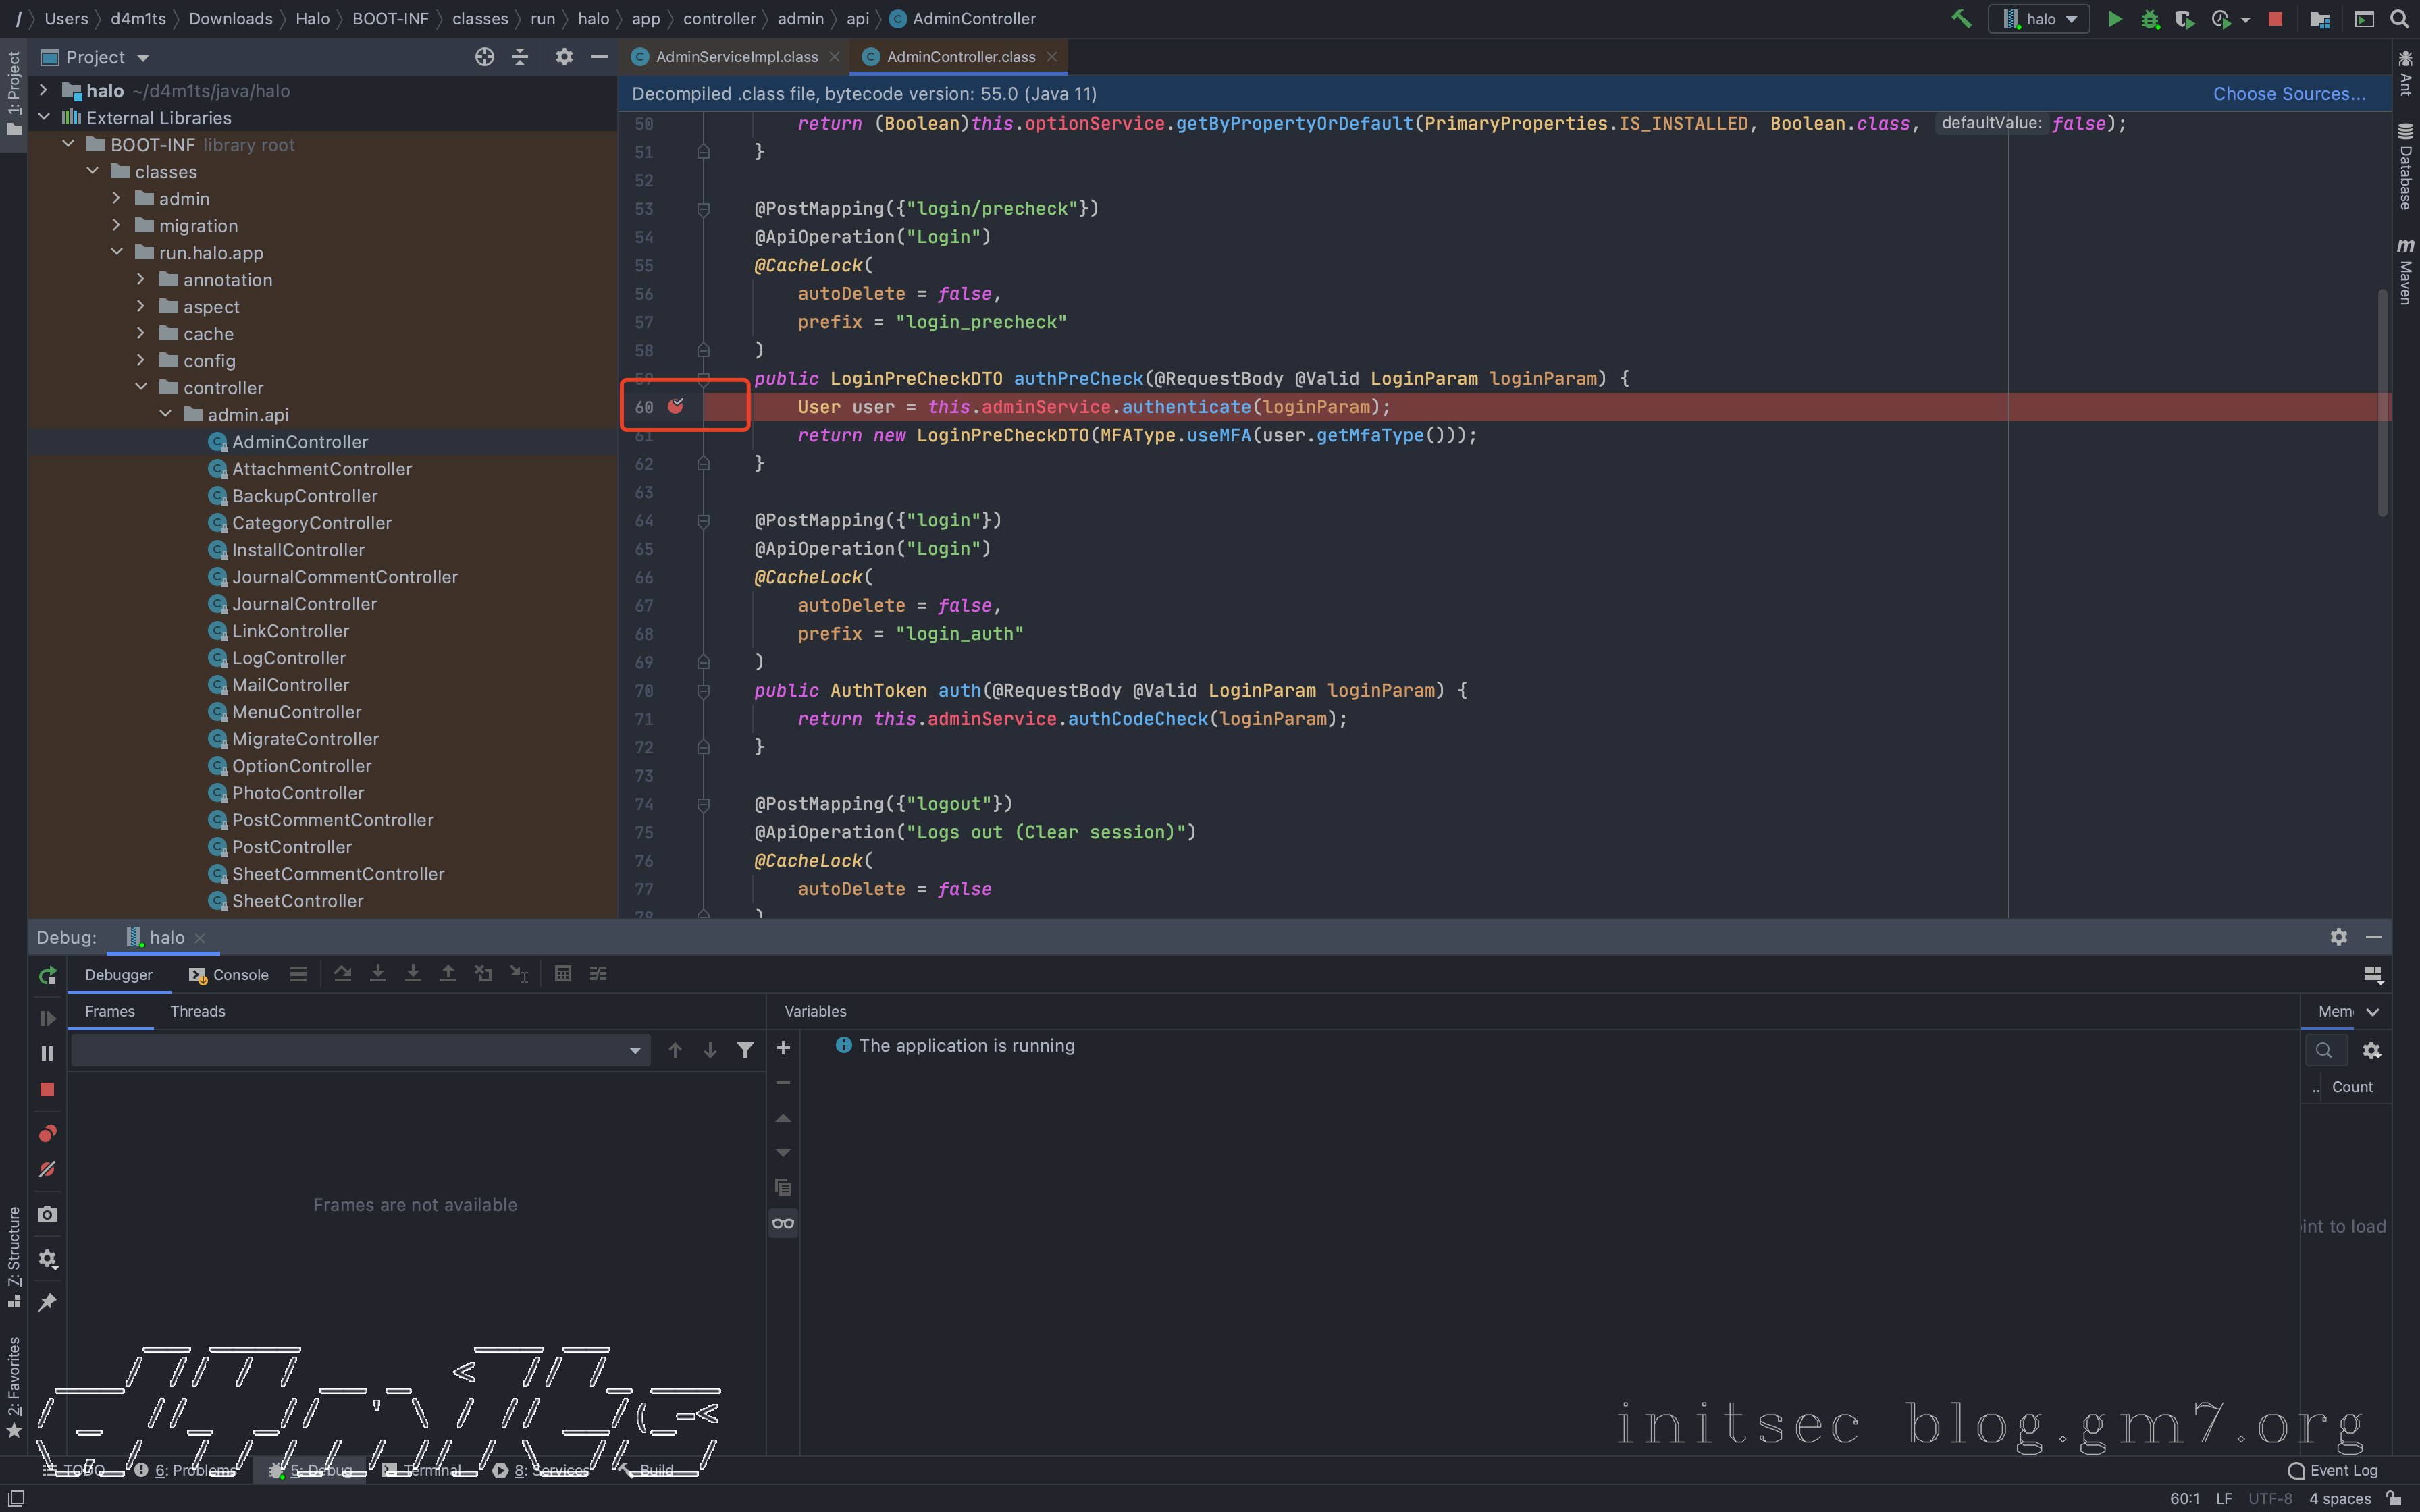 / Users d4m1ts Downloads Halo BOOT-INF classes run halo app controller admin api AdminController
halo
1: Project
Project
AdminServiceImpl.class
AdminController.class
Decompiled .class file, bytecode version: 55.0 (Java 11)
Choose Sources...
Ant
Database
m Maven
halo ~/d4m1ts/java/halo
External Libraries
BOOT-INF library root
classes
admin
migration
run.halo.app
annotation
aspect
cache
config
controller
admin.api
AdminController
AttachmentController
BackupController
CategoryController
InstallController
JournalCommentController
JournalController
LinkController
LogController
MailController
MenuController
MigrateController
OptionController
PhotoController
PostCommentController
PostController
SheetCommentController
SheetController
50 return (Boolean)this.optionService.getByPropertyOrDefault(PrimaryProperties.IS_INSTALLED, Boolean.class, defaultValue: false);
51 }
52
53 @PostMapping({"login/precheck"})
54 @ApiOperation("Login")
55 @CacheLock(
56 autoDelete = false,
57 prefix = "login_precheck"
58 )
59 public LoginPreCheckDTO authPreCheck(@RequestBody @Valid LoginParam loginParam) {
60 User user = this.adminService.authenticate(loginParam);
61 return new LoginPreCheckDTO(MFAType.useMFA(user.getMfaType()));
62 }
63
64 @PostMapping({"login"})
65 @ApiOperation("Login")
66 @CacheLock(
67 autoDelete = false,
68 prefix = "login_auth"
69 )
70 public AuthToken auth(@RequestBody @Valid LoginParam loginParam) {
71 return this.adminService.authCodeCheck(loginParam);
72 }
73
74 @PostMapping({"logout"})
75 @ApiOperation("Logs out (Clear session)")
76 @CacheLock(
77 autoDelete = false
78 )
Debug: halo
Debugger
Console
Frames
Threads
Variables
Mem
The application is running
.. Count
Frames are not available
int to load
7: Structure
2: Favorites
initsec blog.gm7.org
TODO
6: Problems
5: Debug
Terminal
8: Services
Build
Event Log
60:1 LF UTF-8 4 spaces